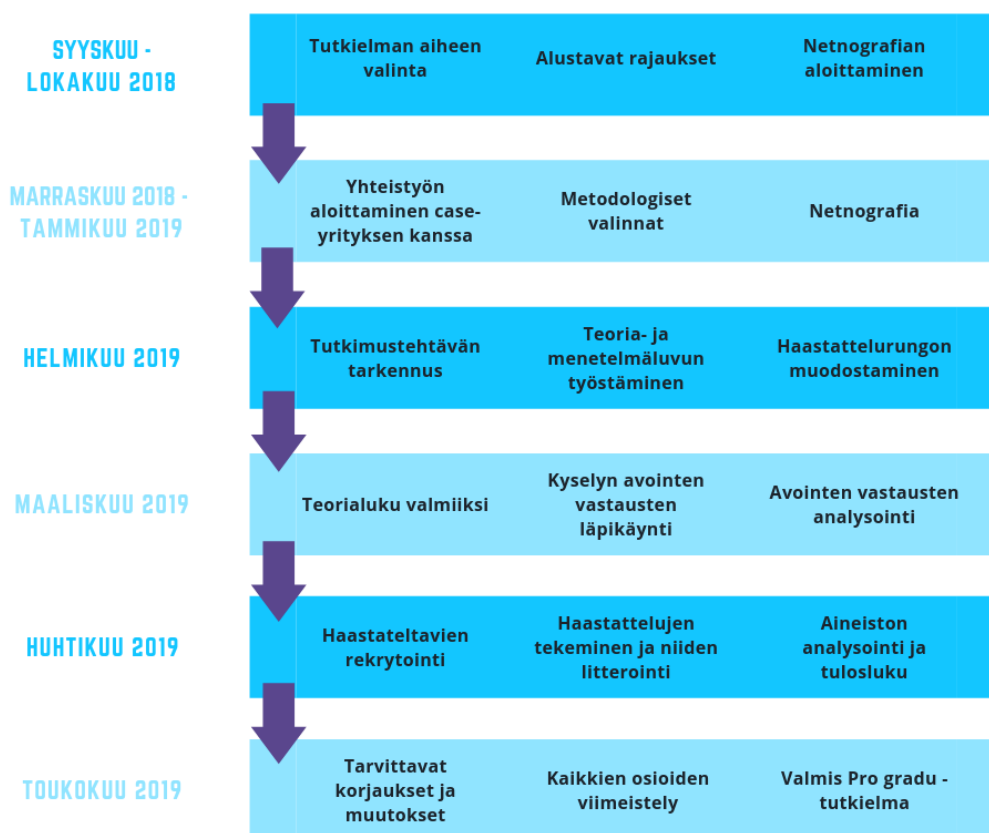 SYYSKUU -
LOKAKUU 2018
Tutkielman aiheen
valinta
Alustavat rajaukset
Netnografian
aloittaminen
MARRASKUU 2018 -
TAMMIKUU 2019
Yhteistyön
aloittaminen case-
yrityksen kanssa
Metodologiset
valinnat
Netnografia
HELMIKUU 2019
Tutkimustehtävän
tarkennus
Teoria- ja
menetelmäluvun
työstäminen
Haastattelurungon
muodostaminen
MAALISKUU 2019
Teorialuku valmiiksi
Kyselyn avointen
vastausten
läpikäynti
Avointen vastausten
analysointi
HUHTIKUU 2019
Haastateltavien
rekrytointi
Haastattelujen
tekeminen ja niiden
litterointi
Aineiston
analysointi ja
tulosluku
TOUKOKUU 2019
Tarvittavat
korjaukset ja
muutokset
Kaikkien osioiden
viimeistely
Valmis Pro gradu -
tutkielma